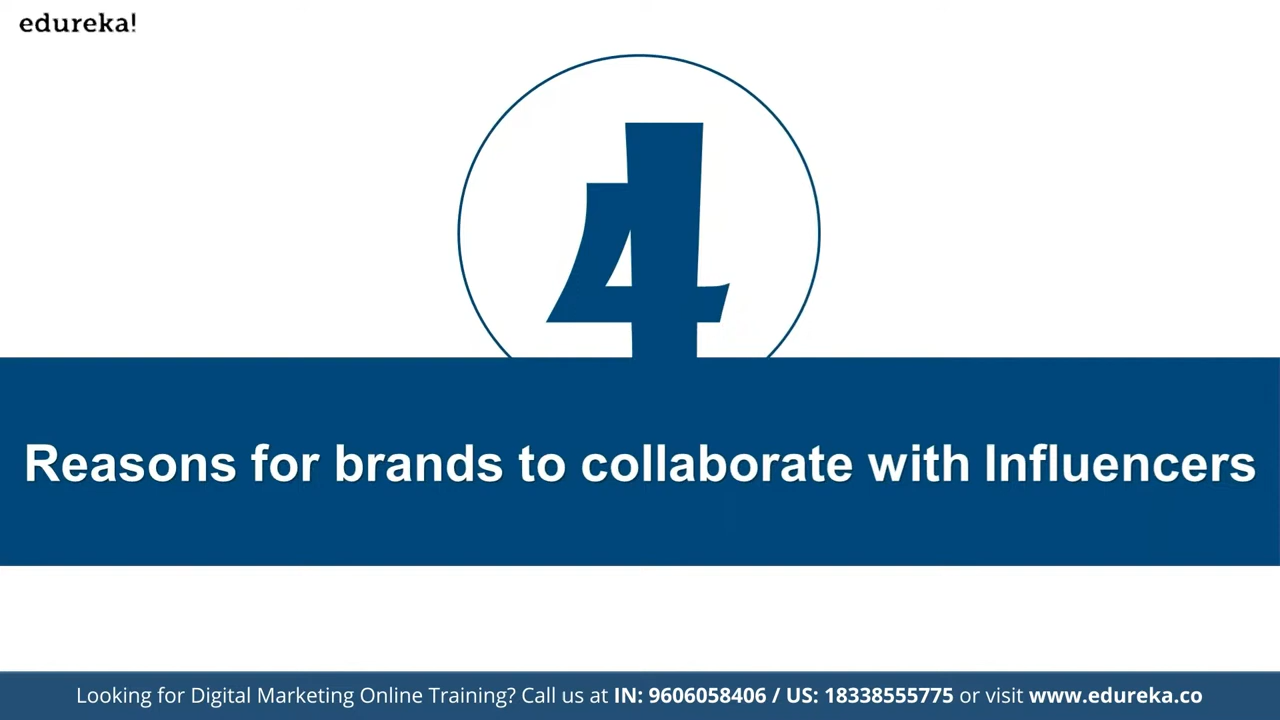 edureka!
4
Reasons for brands to collaborate with Influencers
Looking for Digital Marketing Online Training? Call us at IN: 9606058406 / US: 18338555775 or visit www.edureka.co